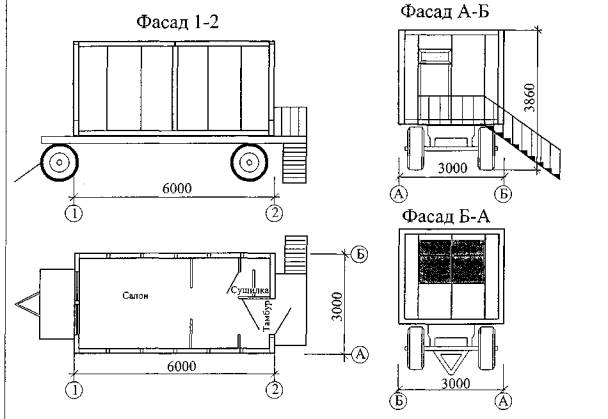 Фасад 1-2
6000
1
2
Фасад А-Б
3860
3000
А
Б
Салон
Сушилка
Тамбур
3000
Б
А
6000
1
2
Фасад Б-А
3000
Б
А